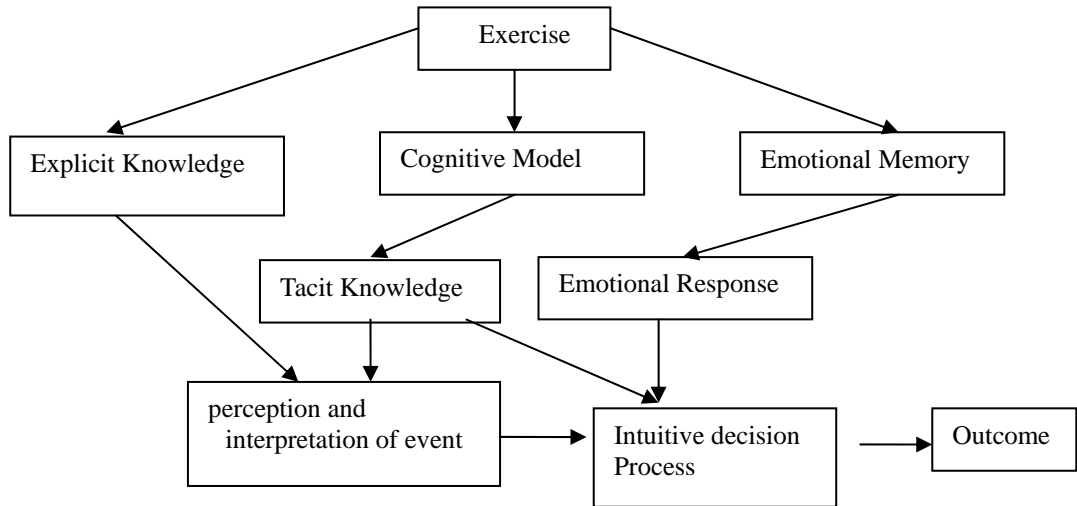 Exercise
Explicit Knowledge
Cognitive Model
Emotional Memory
Tacit Knowledge
Emotional Response
perception and
interpretation of event
Intuitive decision
Process
Outcome